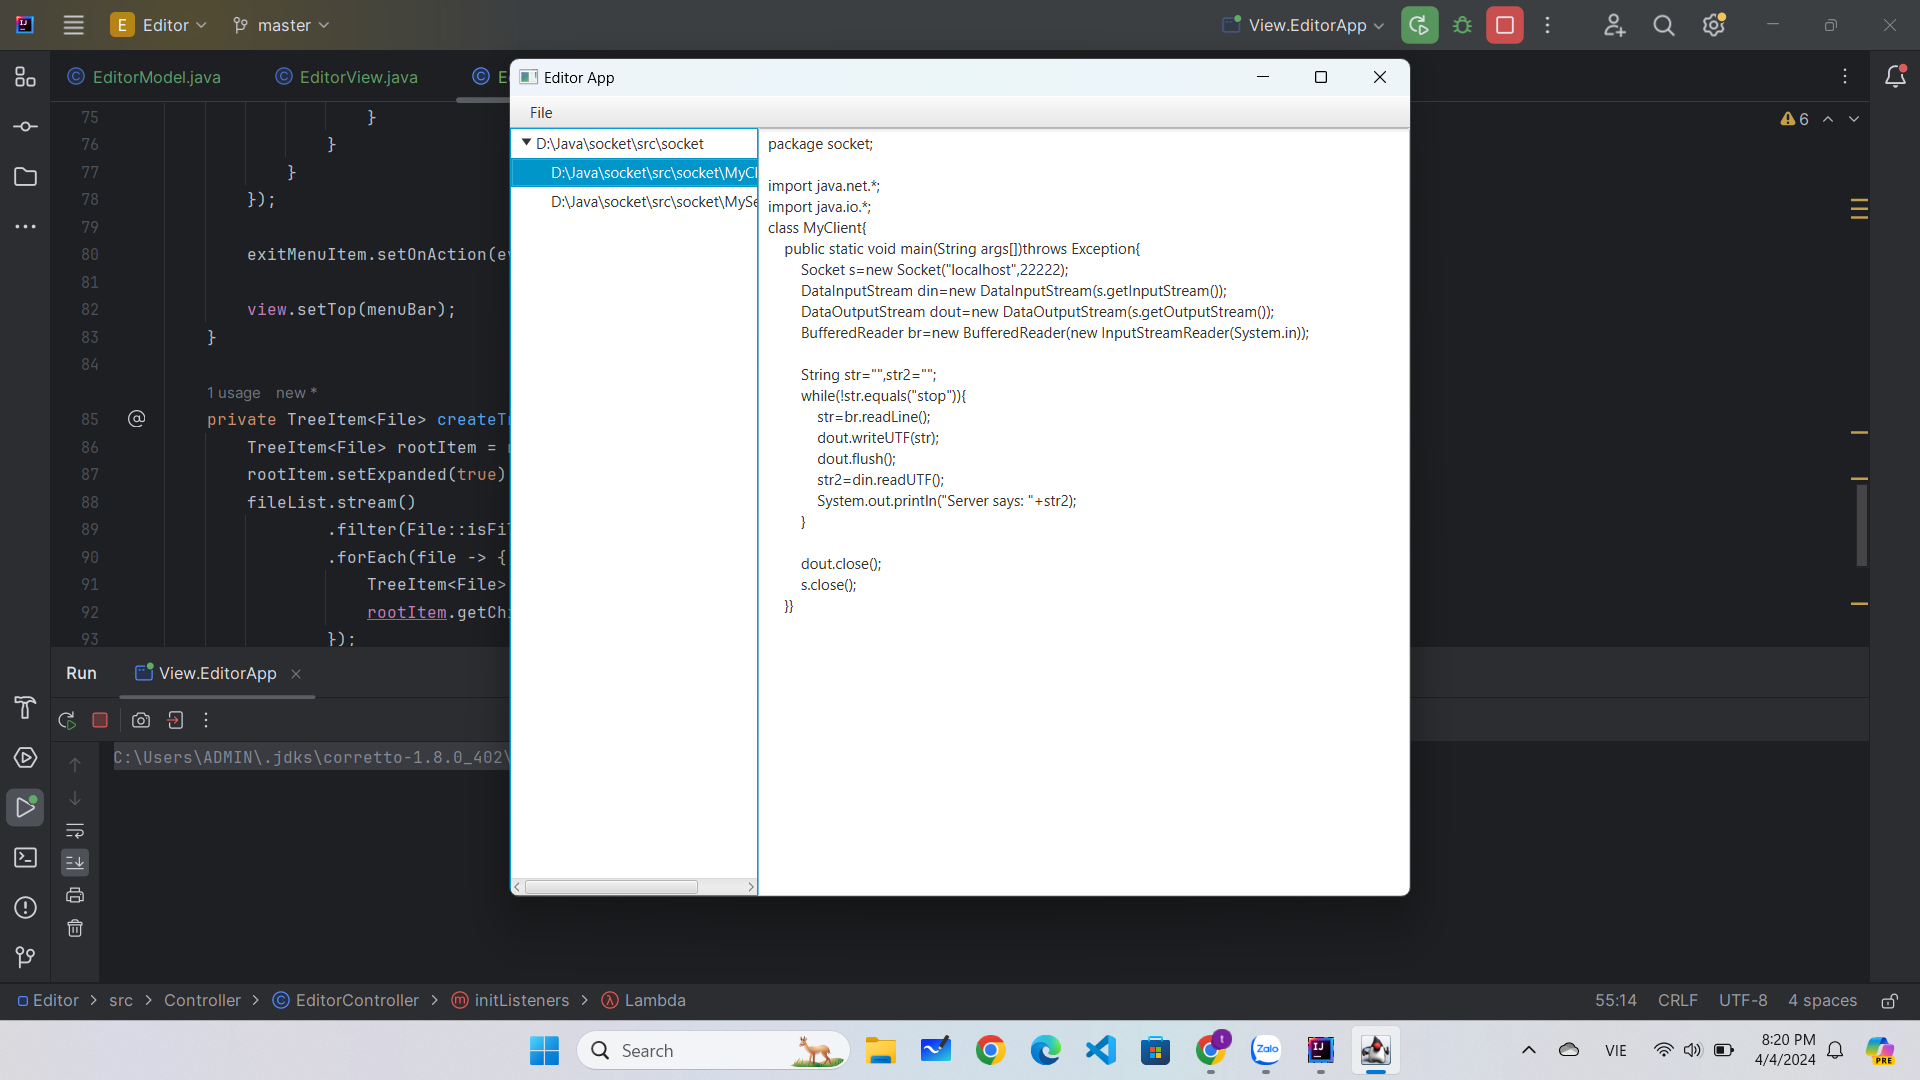 E Editor master View.EditorApp
EditorModel.java EditorView.java
Editor App
File
D:\Java\socket\src\socket
D:\Java\socket\src\socket\MyCl
D:\Java\socket\src\socket\MySe
package socket;
import java.net.*;
import java.io.*;
class MyClient{
public static void main(String args[])throws Exception{
Socket s=new Socket("localhost",22222);
DataInputStream din=new DataInputStream(s.getInputStream());
DataOutputStream dout=new DataOutputStream(s.getOutputStream());
BufferedReader br=new BufferedReader(new InputStreamReader(System.in));
String str="",str2="";
while(!str.equals("stop")){
str=br.readLine();
dout.writeUTF(str);
dout.flush();
str2=din.readUTF();
System.out.println("Server says: "+str2);
}
dout.close();
s.close();
}}
6
75 }
76 }
77 }
78 });
79
80 exitMenuItem.setOnAction(e
81
82 view.setTop(menuBar);
83 }
84
1 usage new *
85 private TreeItem<File> createTr
86 TreeItem<File> rootItem =
87 rootItem.setExpanded(true)
88 fileList.stream()
89 .filter(File::isFil
90 .forEach(file -> {
91 TreeItem<File>
92 rootItem.getCh
93 });
Run View.EditorApp
C:\Users\ADMIN\.jdks\corretto-1.8.0_402\
Editor > src > Controller > EditorController > initListeners > Lambda
55:14 CRLF UTF-8 4 spaces
Search
Zalo
VIE
8:20 PM
4/4/2024
PRE